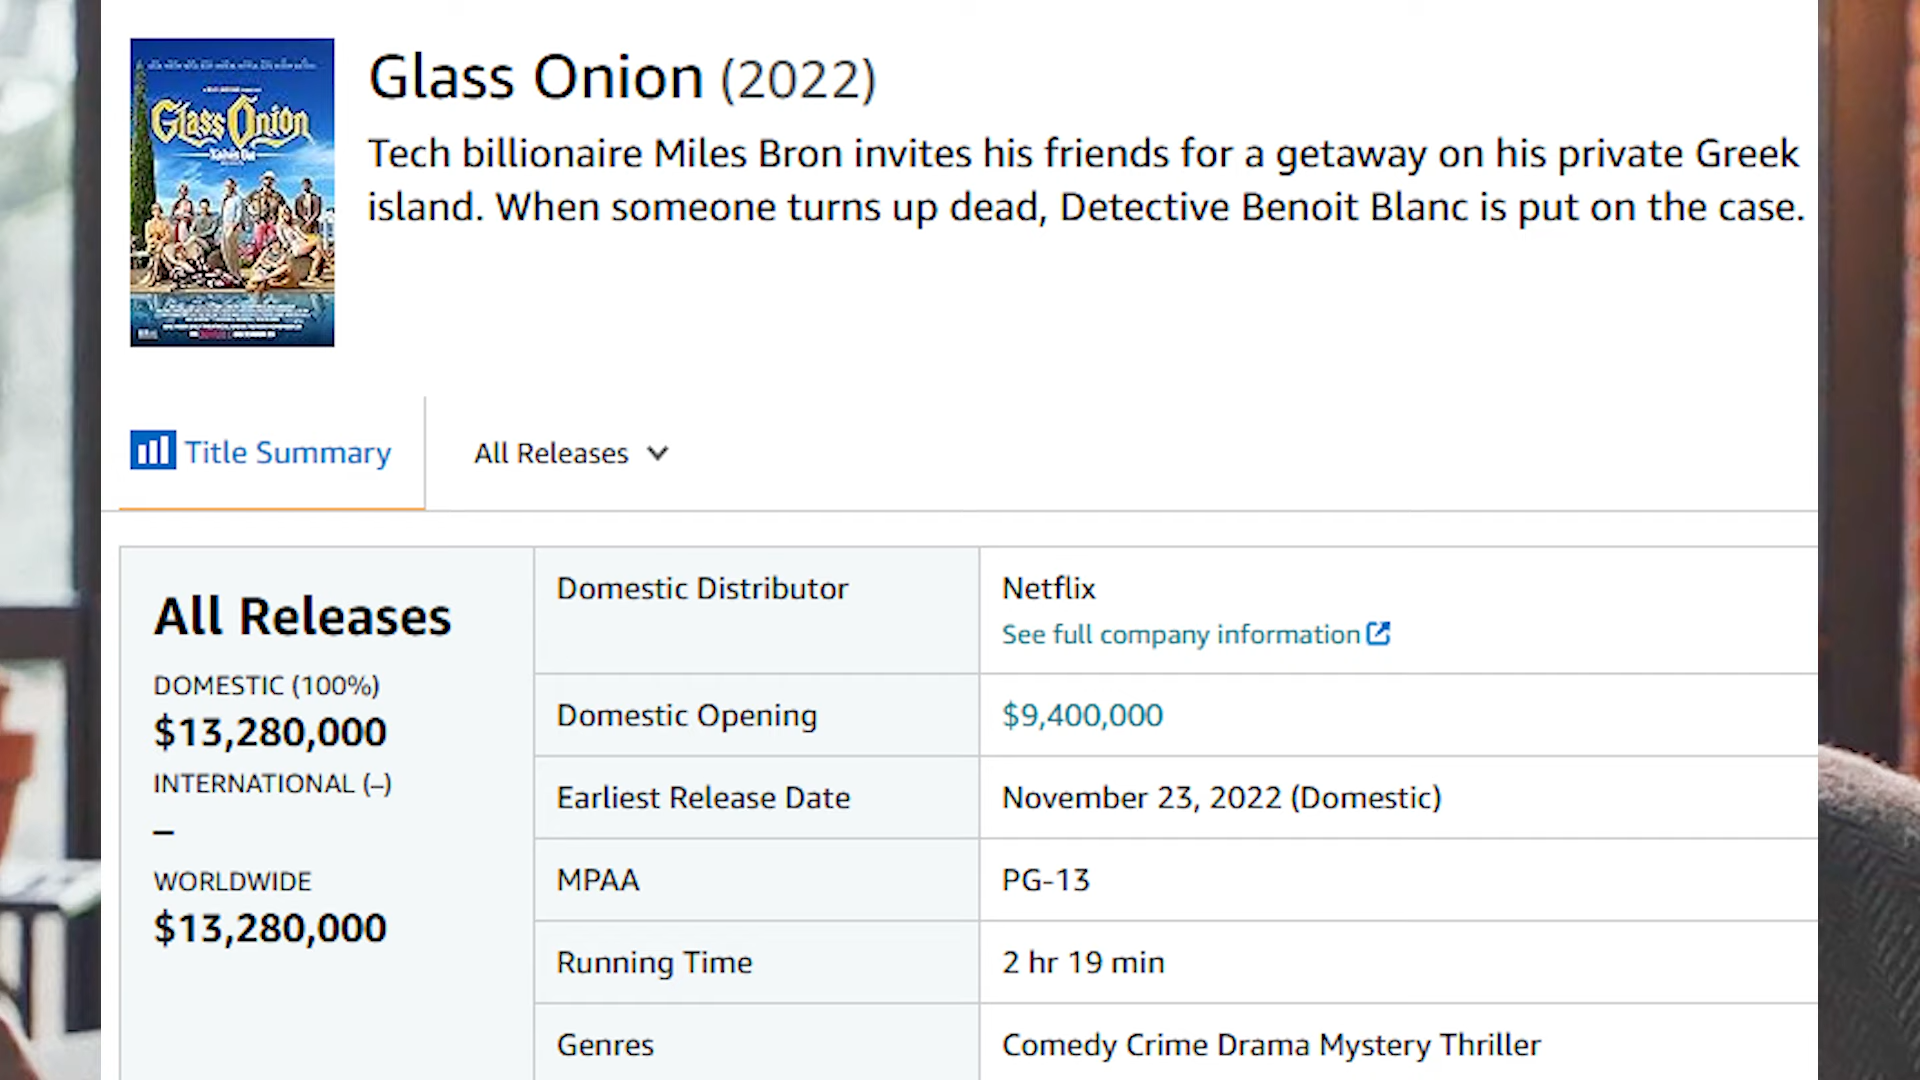 Glass Onion
Glass Onion (2022)
Tech billionaire Miles Bron invites his friends for a getaway on his private Greek
island. When someone turns up dead, Detective Benoit Blanc is put on the case.
Title Summary
All Releases
All Releases
DOMESTIC (100%)
$13,280,000
INTERNATIONAL (–)
–
WORLDWIDE
$13,280,000
Domestic Distributor
Netflix
See full company information
Domestic Opening
$9,400,000
Earliest Release Date
November 23, 2022 (Domestic)
MPAA
PG-13
Running Time
2 hr 19 min
Genres
Comedy Crime Drama Mystery Thriller